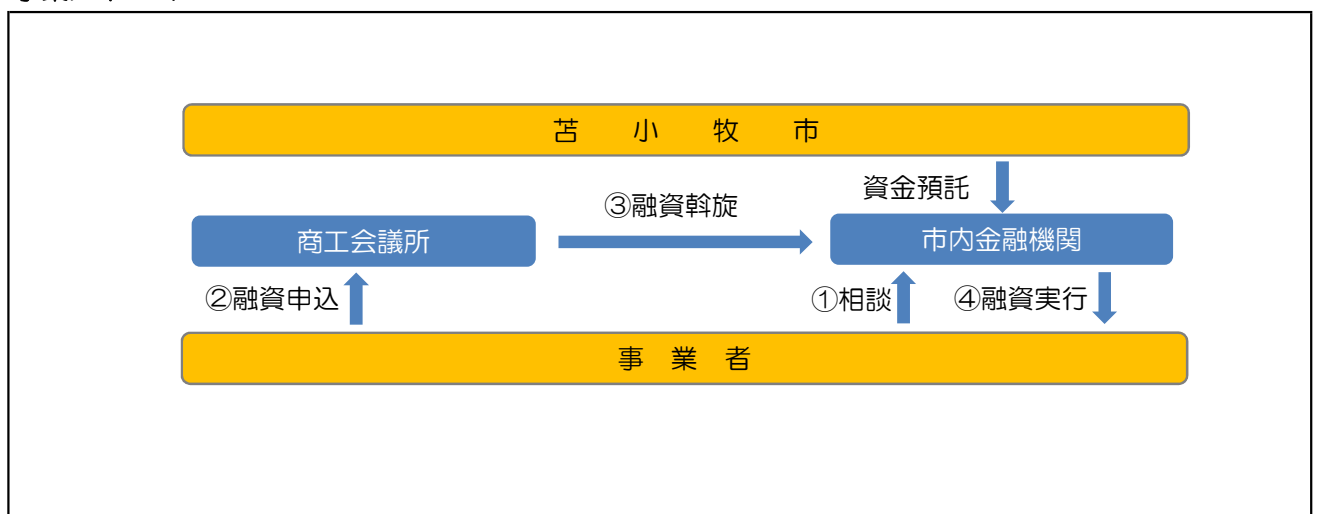 苫　小　牧　市
資金預託
③融資斡旋
商工会議所
市内金融機関
②融資申込
①相談
④融資実行
事　業　者